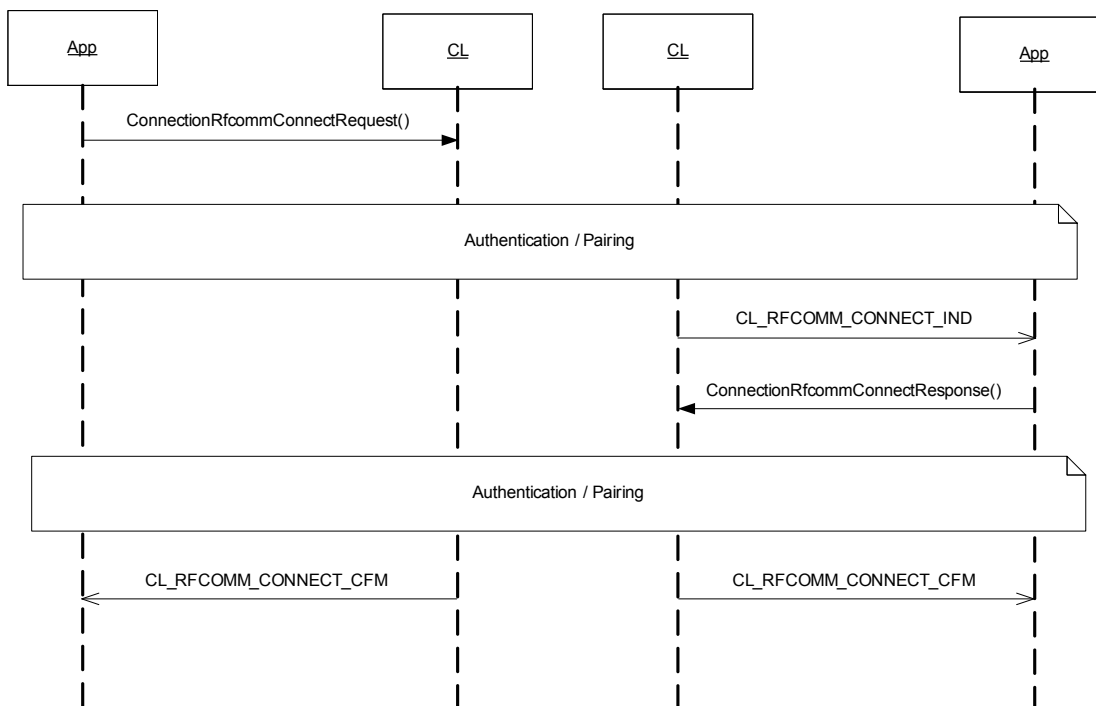 App
CL
CL
App
ConnectionRfcommConnectRequest()
Authentication / Pairing
CL_RFCOMM_CONNECT_IND
ConnectionRfcommConnectResponse()
Authentication / Pairing
CL_RFCOMM_CONNECT_CFM
CL_RFCOMM_CONNECT_CFM